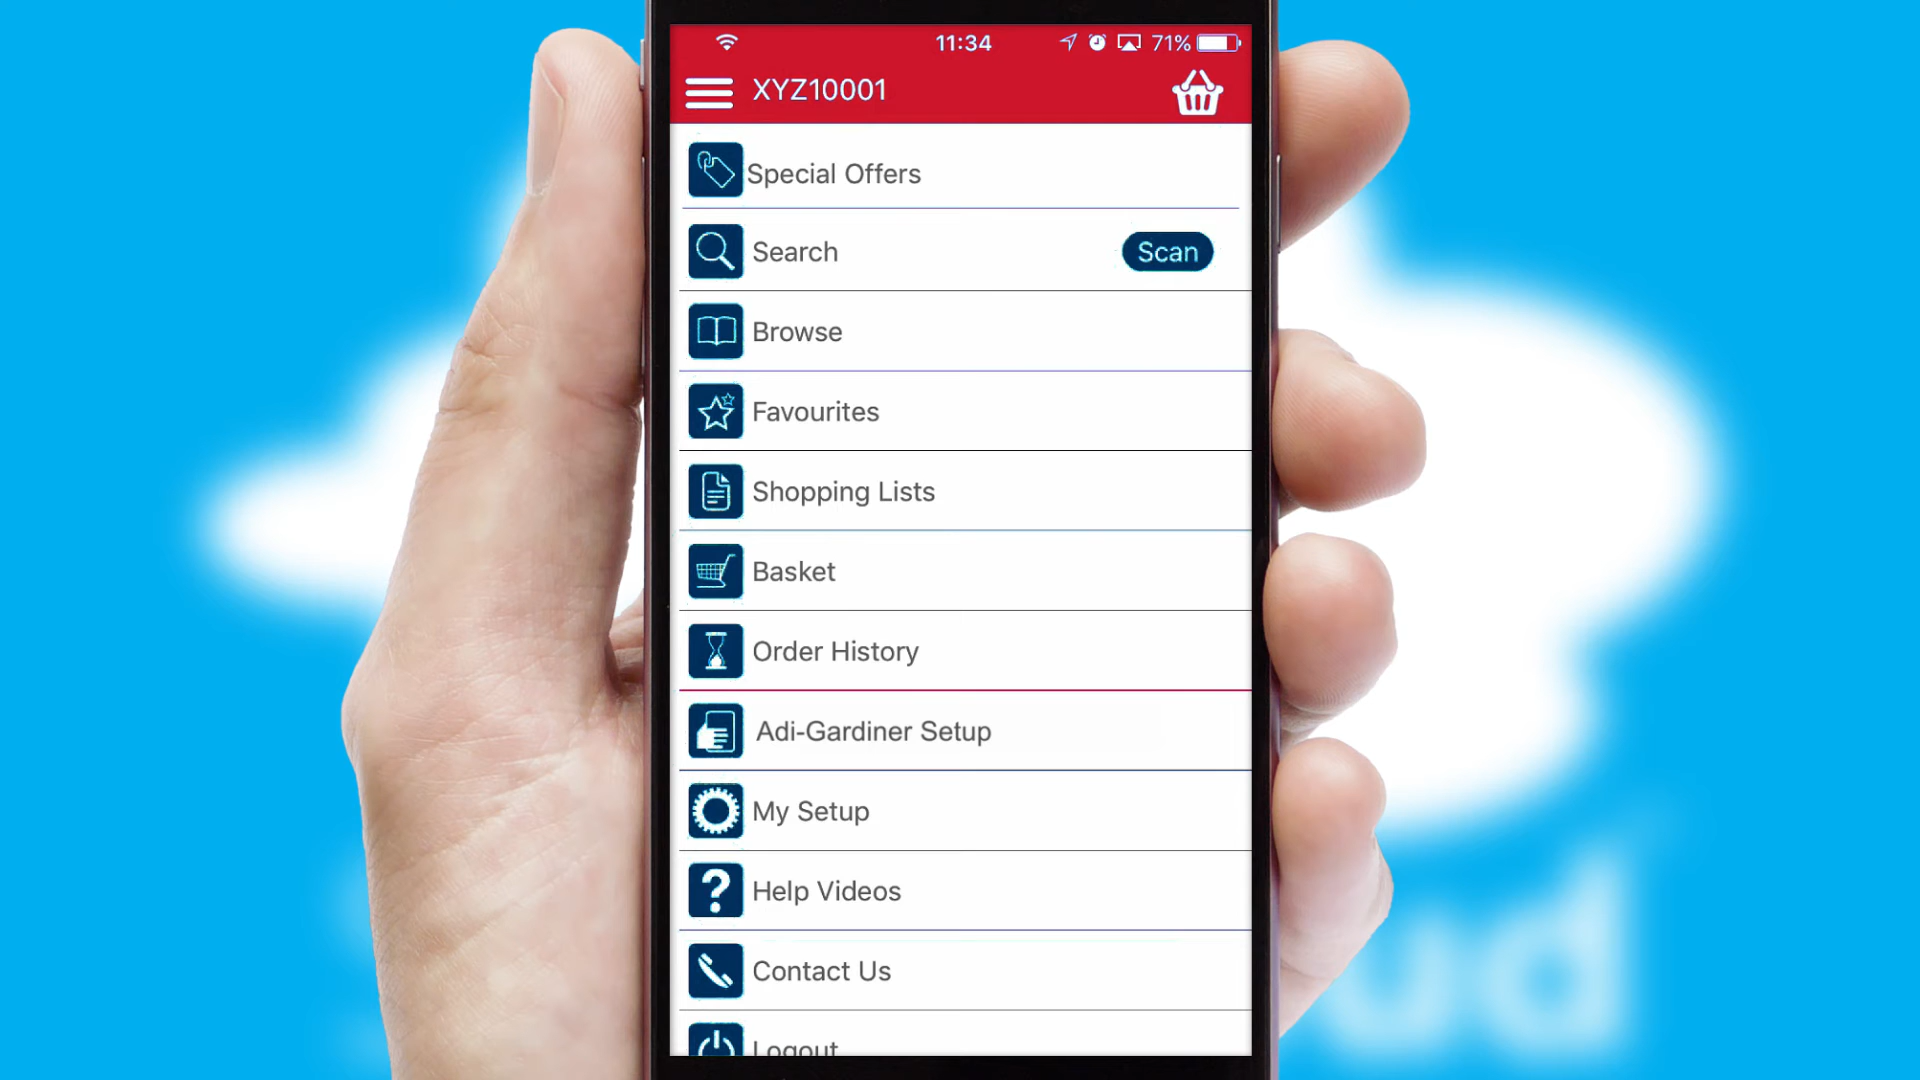 11:34
71%
XYZ10001
Special Offers
Search
Scan
Browse
Favourites
Shopping Lists
Basket
Order History
Adi-Gardiner Setup
My Setup
Help Videos
Contact Us
Logout
ud